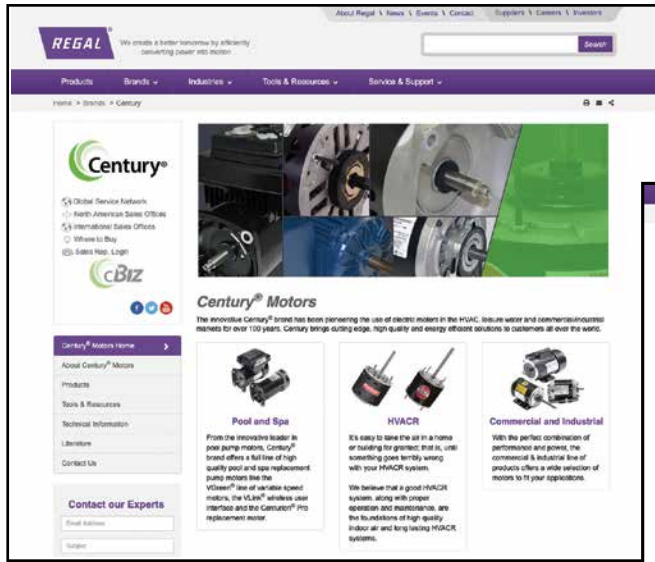 About Regal \ News \ Events \ Contact
Suppliers \ Careers \ Investors
REGAL
We create a better tomorrow by efficiently
converting power into motion
Search
Products
Brands
Industries
Tools & Resources
Service & Support
Home > Brands > Century
Century®
Global Service Network
North American Sales Offices
International Sales Offices
Where to Buy
Sales Rep. Login
cBIZ
Century® Motors
The innovative Century® brand has been pioneering the use of electric motors in the HVAC, leisure water and commercial/industrial
markets for over 100 years. Century brings cutting edge, high quality and energy efficient solutions to customers all over the world.
Century® Motors Home
About Century® Motors
Products
Tools & Resources
Technical Information
Literature
Contact Us
Contact our Experts
Email Address
Subject
Pool and Spa
From the innovative leader in
pool pump motors, Century®
brand offers a full line of high
quality pool and spa replacement
pump motors like the
VGreen® line of variable speed
motors, the VLink® wireless user
interface and the Centurion® Pro
replacement motor.
HVACR
It's easy to take the air in a home
or building for granted; that is, until
something goes terribly wrong
with your HVACR system.
We believe that a good HVACR
system, along with proper
operation and maintenance, are
the foundations of high quality
indoor air and long lasting HVACR
systems.
Commercial and Industrial
With the perfect combination of
performance and power, the
commercial & industrial line of
products offers a wide selection of
motors to fit your applications.